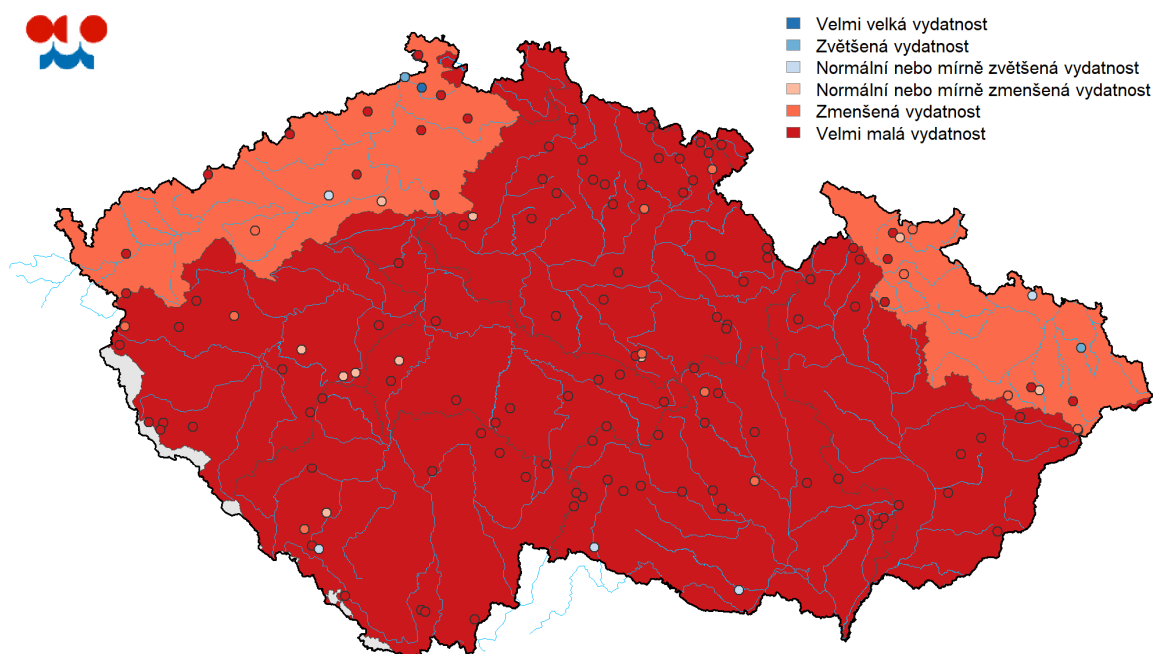 Velmi velká vydatnost
Zvětšená vydatnost
Normální nebo mírně zvětšená vydatnost
Normální nebo mírně zmenšená vydatnost
Zmenšená vydatnost
Velmi malá vydatnost